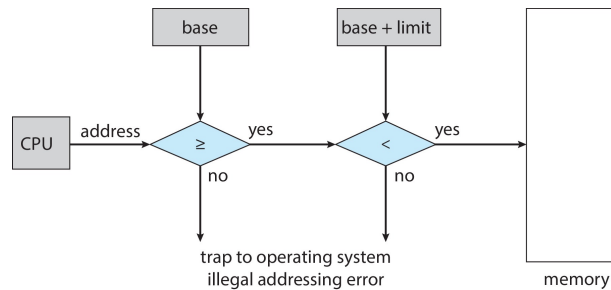 base
base + limit
CPU
address
≥
yes
<
yes
no
no
trap to operating system
illegal addressing error
memory